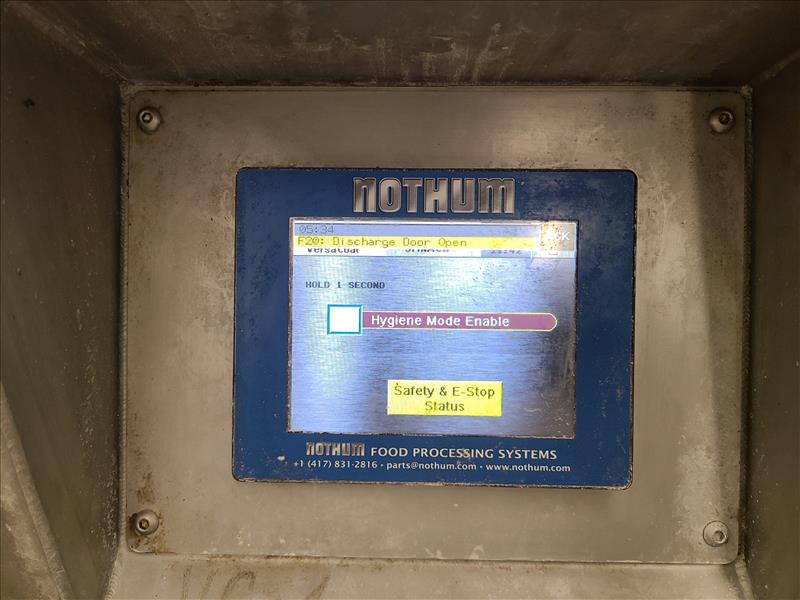 NOTHUM
05:34
F20: Discharge Door Open
VersaCoat
HOLD 1 SECOND
Hygiene Mode Enable
Safety & E-Stop
Status
NOTHUM FOOD PROCESSING SYSTEMS
+1 (417) 831-2816 • parts@nothum.com • www.nothum.com